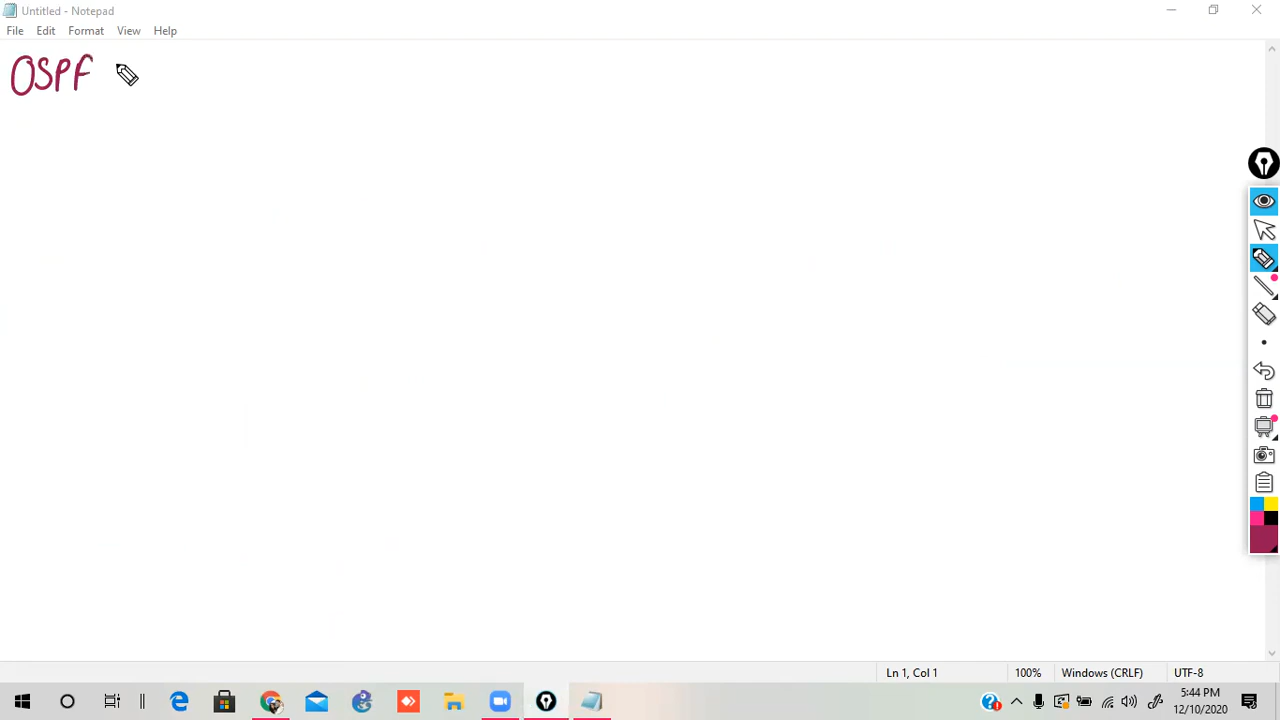 Untitled - Notepad
File Edit Format View Help
OSPF
Ln 1, Col 1 100% Windows (CRLF) UTF-8
5:44 PM
12/10/2020